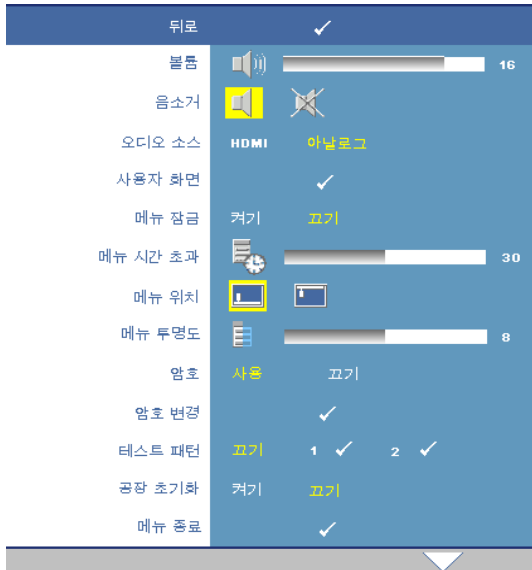 뒤로
볼륨 16
음소거
오디오 소스 HDMI 아날로그
사용자 화면
메뉴 잠금 켜기 끄기
메뉴 시간 초과 30
메뉴 위치
메뉴 투명도 8
암호 사용 끄기
암호 변경
테스트 패턴 끄기 1 2
공장 초기화 켜기 끄기
메뉴 종료